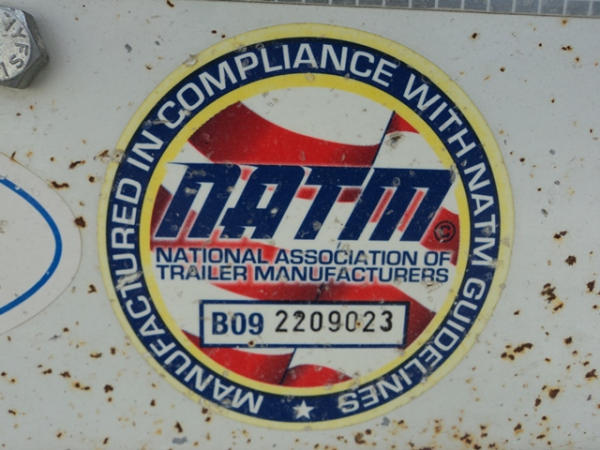 MANUFACTURED IN COMPLIANCE WITH NATM GUIDELINES
NATM
NATIONAL ASSOCIATION OF
TRAILER MANUFACTURERS
B09 2209023